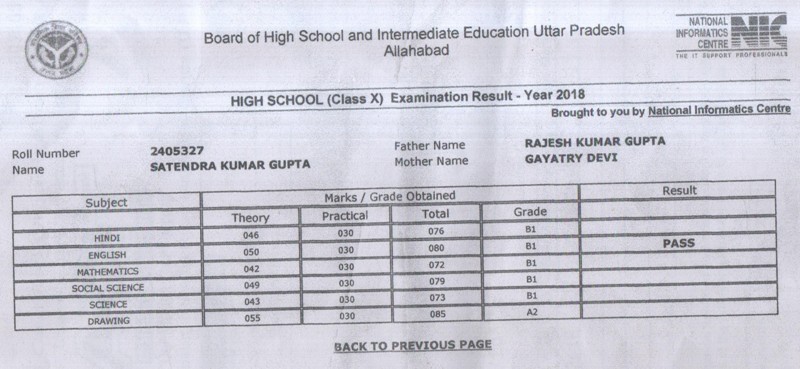 Board of High School and Intermediate Education Uttar Pradesh
Allahabad
NATIONAL
INFORMATICS
CENTRE
NIC
THE IT SUPPORT PROFESSIONALS
HIGH SCHOOL (Class X) Examination Result - Year 2018
Brought to you by National Informatics Centre
Roll Number 2405327 Father Name RAJESH KUMAR GUPTA
Name SATENDRA KUMAR GUPTA Mother Name GAYATRY DEVI
Subject Marks / Grade Obtained Result
Theory Practical Total Grade
HINDI 046 030 076 B1
ENGLISH 050 030 080 B1 PASS
MATHEMATICS 042 030 072 B1
SOCIAL SCIENCE 049 030 079 B1
SCIENCE 043 030 073 B1
DRAWING 055 030 085 A2
BACK TO PREVIOUS PAGE